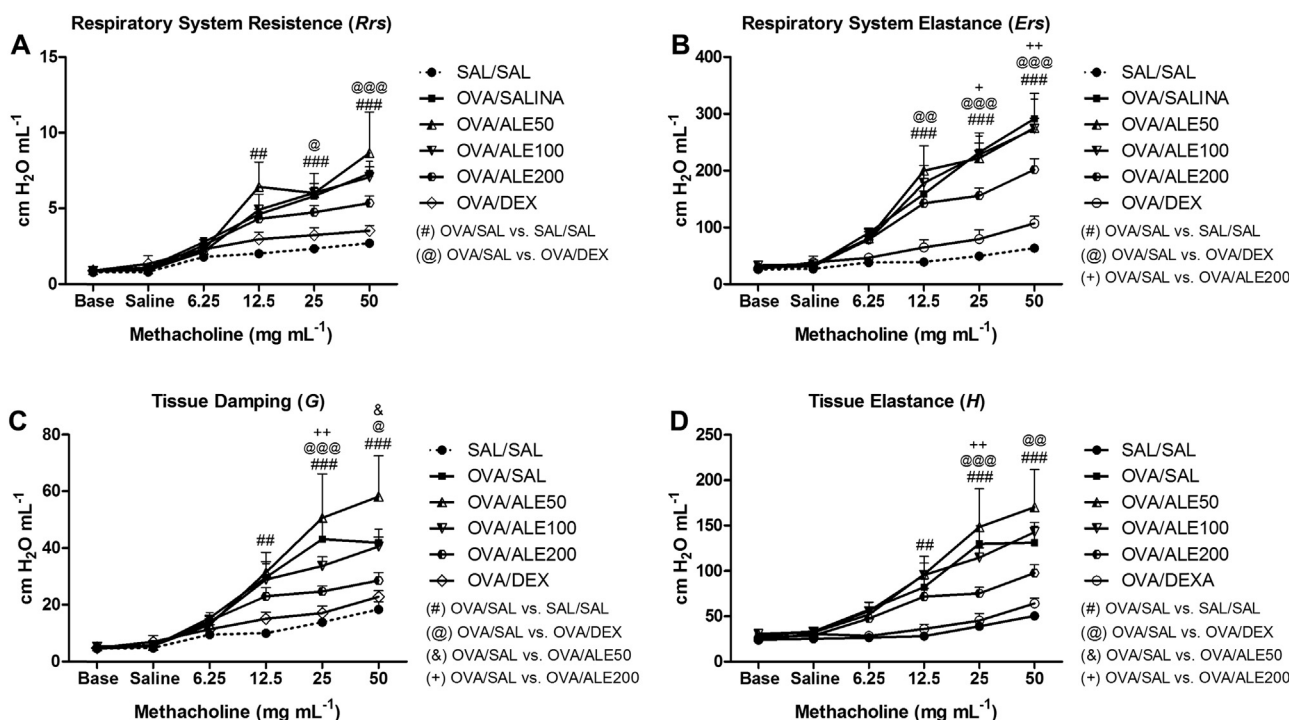 A
Respiratory System Resistance (Rrs)
cm H2O mL-1
15
10
5
0
Base Saline 6.25 12.5 25 50
Methacholine (mg mL-1)
##
@
###
@@@
###
SAL/SAL
OVA/SALINA
OVA/ALE50
OVA/ALE100
OVA/ALE200
OVA/DEX
(#) OVA/SAL vs. SAL/SAL
(@) OVA/SAL vs. OVA/DEX
B
Respiratory System Elastance (Ers)
cm H2O mL-1
400
300
200
100
0
Base Saline 6.25 12.5 25 50
Methacholine (mg mL-1)
@@
###
+
@@@
###
++
@@@
###
SAL/SAL
OVA/SALINA
OVA/ALE50
OVA/ALE100
OVA/ALE200
OVA/DEX
(#) OVA/SAL vs. SAL/SAL
(@) OVA/SAL vs. OVA/DEX
(+) OVA/SAL vs. OVA/ALE200
C
Tissue Damping (G)
cm H2O mL-1
80
60
40
20
0
Base Saline 6.25 12.5 25 50
Methacholine (mg mL-1)
##
++
@@@
###
&
@
###
SAL/SAL
OVA/SAL
OVA/ALE50
OVA/ALE100
OVA/ALE200
OVA/DEX
(#) OVA/SAL vs. SAL/SAL
(@) OVA/SAL vs. OVA/DEX
(&) OVA/SAL vs. OVA/ALE50
(+) OVA/SAL vs. OVA/ALE200
D
Tissue Elastance (H)
cm H2O mL-1
250
200
150
100
50
0
Base Saline 6.25 12.5 25 50
Methacholine (mg mL-1)
##
++
@@@
###
@@
###
SAL/SAL
OVA/SAL
OVA/ALE50
OVA/ALE100
OVA/ALE200
OVA/DEXA
(#) OVA/SAL vs. SAL/SAL
(@) OVA/SAL vs. OVA/DEX
(&) OVA/SAL vs. OVA/ALE50
(+) OVA/SAL vs. OVA/ALE200